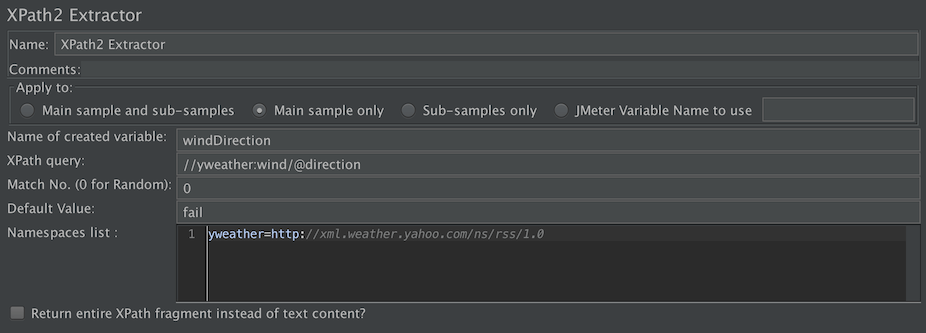 XPath2 Extractor
Name: XPath2 Extractor
Comments:
Apply to:
Main sample and sub-samples Main sample only Sub-samples only JMeter Variable Name to use
Name of created variable: windDirection
XPath query: //yweather:wind/@direction
Match No. (0 for Random): 0
Default Value: fail
Namespaces list : 1 yweather=http://xml.weather.yahoo.com/ns/rss/1.0
Return entire XPath fragment instead of text content?